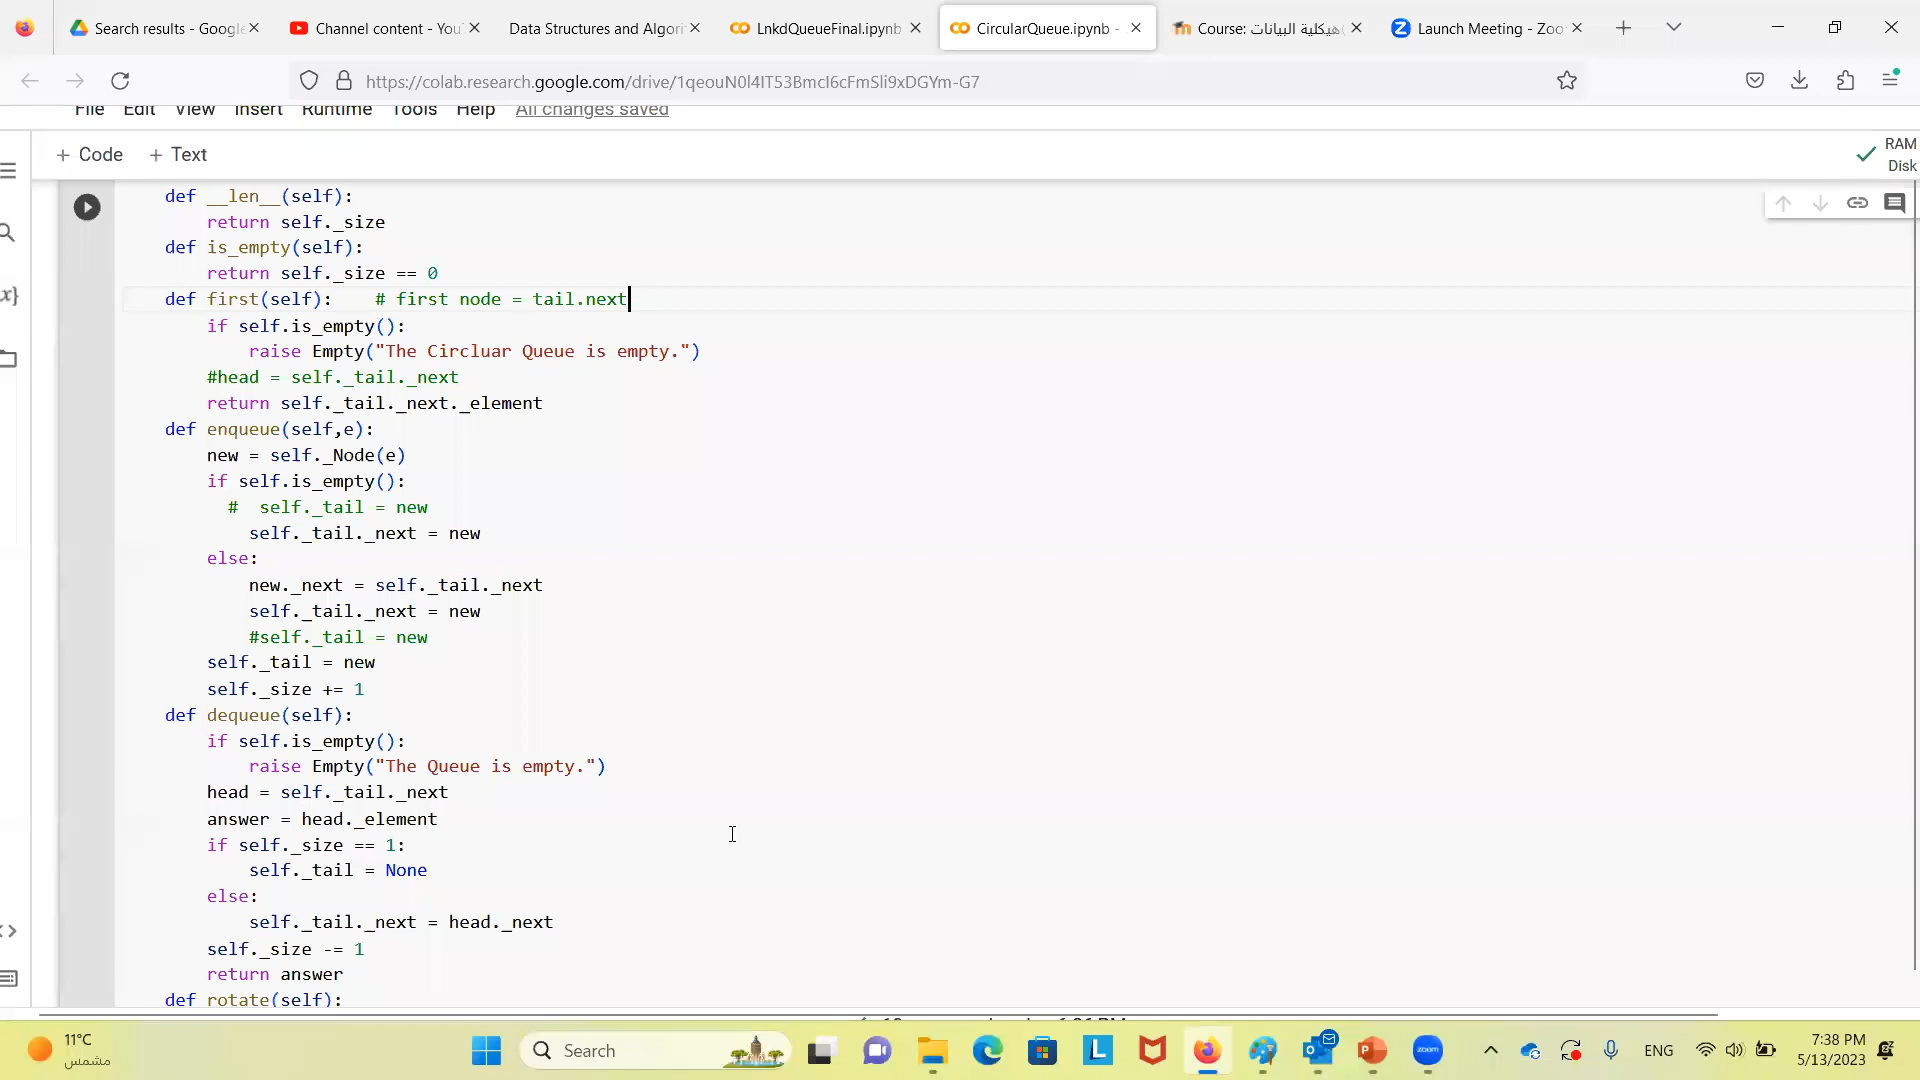 Search results - Google
Channel content - You
Data Structures and Algori
LnkdQueueFinal.ipynb
CircularQueue.ipynb -
Course: هيكلية البيانات
Launch Meeting - Zoo
https://colab.research.google.com/drive/1qeouN0l4IT53BmcI6cFmSli9xDGYm-G7
File Edit View Insert Runtime Tools Help All changes saved
+ Code + Text
RAM
Disk
def __len__(self):
return self._size
def is_empty(self):
return self._size == 0
def first(self): # first node = tail.next
if self.is_empty():
raise Empty("The Circluar Queue is empty.")
#head = self._tail._next
return self._tail._next._element
def enqueue(self,e):
new = self._Node(e)
if self.is_empty():
# self._tail = new
self._tail._next = new
else:
new._next = self._tail._next
self._tail._next = new
#self._tail = new
self._tail = new
self._size += 1
def dequeue(self):
if self.is_empty():
raise Empty("The Queue is empty.")
head = self._tail._next
answer = head._element
if self._size == 1:
self._tail = None
else:
self._tail._next = head._next
self._size -= 1
return answer
def rotate(self):
11°C
مشمس
Search
zoom
ENG
7:38 PM
5/13/2023